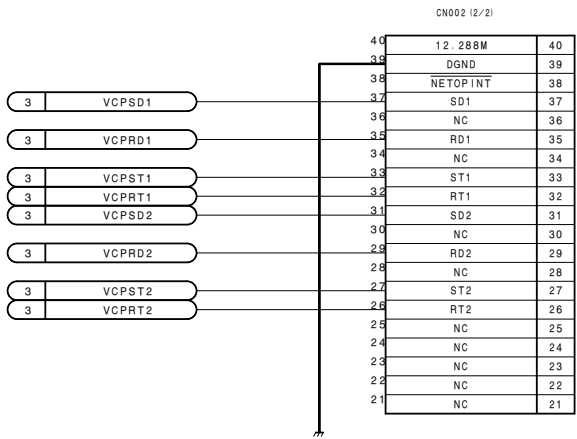 CN002 (2/2)
40 12.288M 40
39 DGND 39
38 NETOPINT 38
3 VCPSD1 37 SD1 37
36 NC 36
3 VCPRD1 35 RD1 35
34 NC 34
3 VCPST1 33 ST1 33
3 VCPRT1 32 RT1 32
3 VCPSD2 31 SD2 31
30 NC 30
3 VCPRD2 29 RD2 29
28 NC 28
3 VCPST2 27 ST2 27
3 VCPRT2 26 RT2 26
25 NC 25
24 NC 24
23 NC 23
22 NC 22
21 NC 21